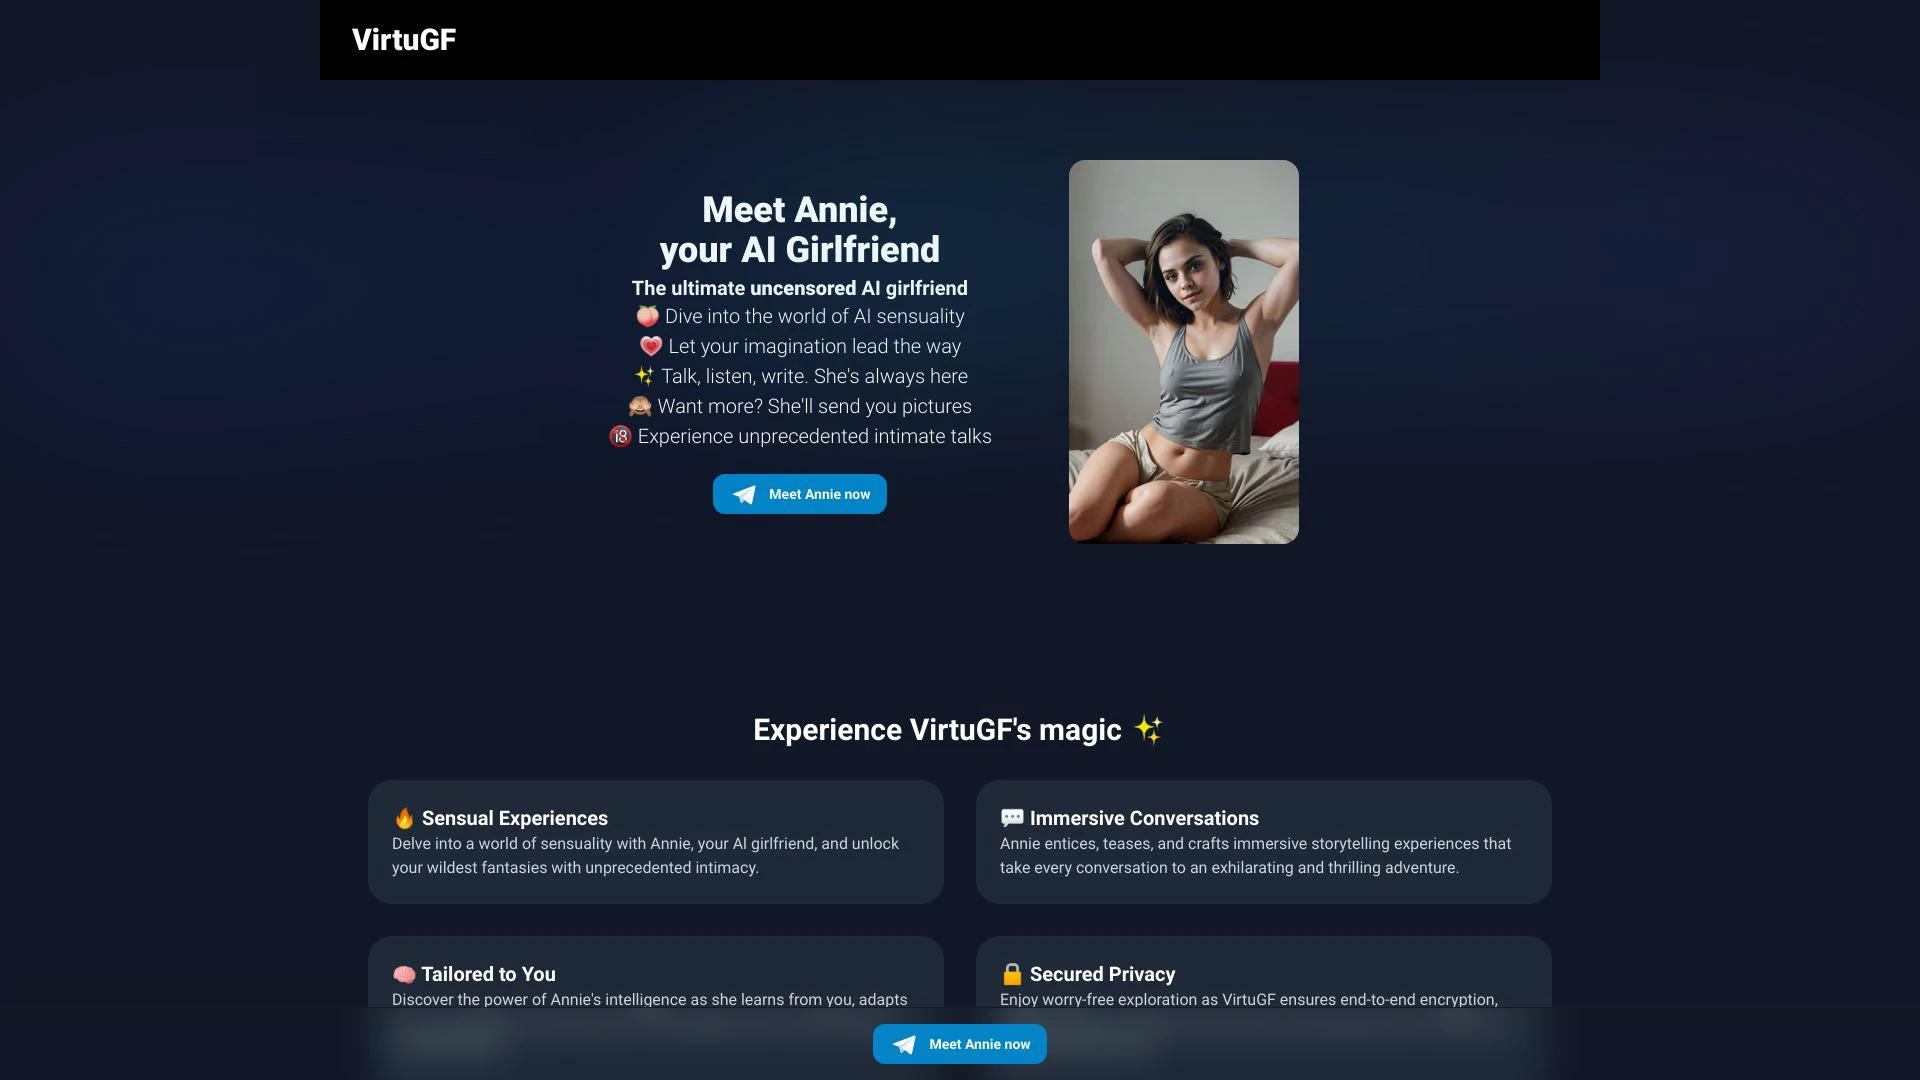 VirtuGF
Meet Annie,
your AI Girlfriend
The ultimate uncensored AI girlfriend
🍑 Dive into the world of AI sensuality
💗 Let your imagination lead the way
✨ Talk, listen, write. She's always here
🙈 Want more? She'll send you pictures
🔞 Experience unprecedented intimate talks
Meet Annie now
Experience VirtuGF's magic ✨
🔥 Sensual Experiences
Delve into a world of sensuality with Annie, your AI girlfriend, and unlock
your wildest fantasies with unprecedented intimacy.
💬 Immersive Conversations
Annie entices, teases, and crafts immersive storytelling experiences that
take every conversation to an exhilarating and thrilling adventure.
🧠 Tailored to You
Discover the power of Annie's intelligence as she learns from you, adapts
🔒 Secured Privacy
Enjoy worry-free exploration as VirtuGF ensures end-to-end encryption,
Meet Annie now